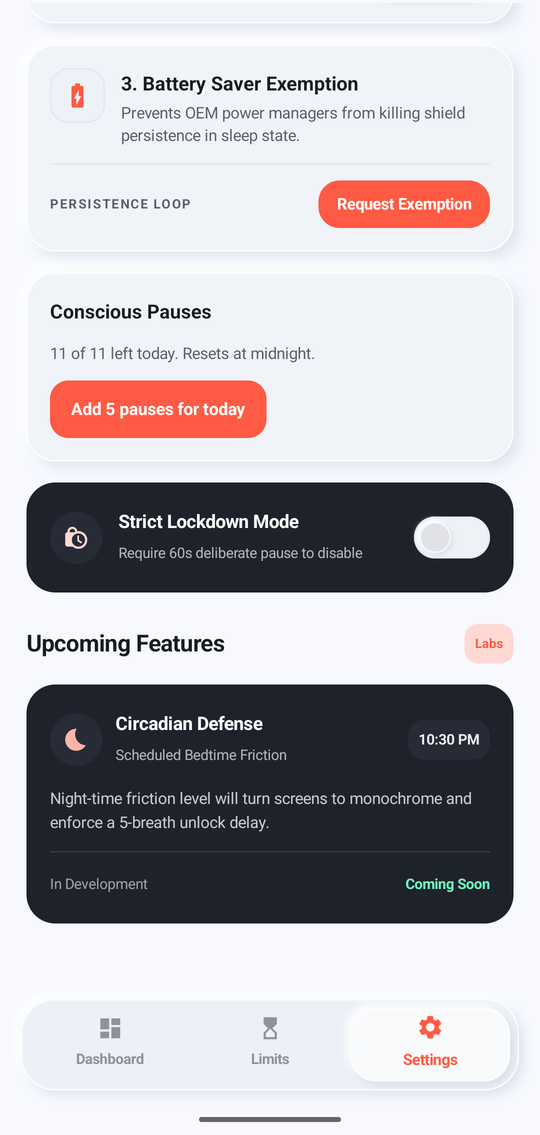 3. Battery Saver Exemption
Prevents OEM power managers from killing shield
persistence in sleep state.
PERSISTENCE LOOP
Request Exemption
Conscious Pauses
11 of 11 left today. Resets at midnight.
Add 5 pauses for today
Strict Lockdown Mode
Require 60s deliberate pause to disable
Upcoming Features
Labs
Circadian Defense
Scheduled Bedtime Friction
10:30 PM
Night-time friction level will turn screens to monochrome and
enforce a 5-breath unlock delay.
In Development
Coming Soon
Dashboard
Limits
Settings